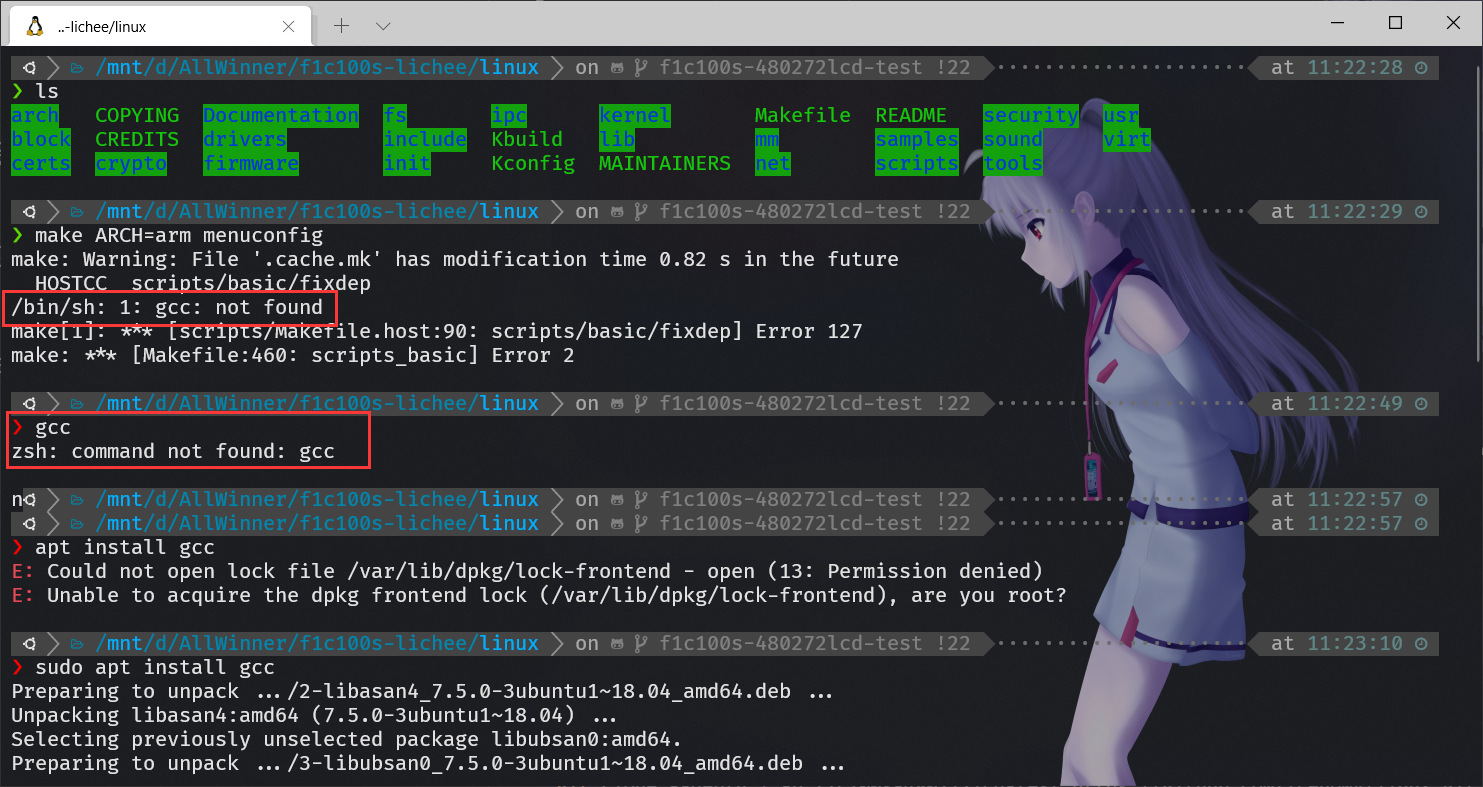 ..-lichee/linux
/mnt/d/AllWinner/f1c100s-lichee/linux on f1c100s-480272lcd-test !22 at 11:22:28
❯ ls
arch COPYING Documentation fs ipc kernel Makefile README security usr
block CREDITS drivers include Kbuild lib mm samples sound virt
certs crypto firmware init Kconfig MAINTAINERS net scripts tools
/mnt/d/AllWinner/f1c100s-lichee/linux on f1c100s-480272lcd-test !22 at 11:22:29
❯ make ARCH=arm menuconfig
make: Warning: File '.cache.mk' has modification time 0.82 s in the future
HOSTCC scripts/basic/fixdep
/bin/sh: 1: gcc: not found
make[1]: *** [scripts/Makefile.host:90: scripts/basic/fixdep] Error 127
make: *** [Makefile:460: scripts_basic] Error 2
/mnt/d/AllWinner/f1c100s-lichee/linux on f1c100s-480272lcd-test !22 at 11:22:49
❯ gcc
zsh: command not found: gcc
n /mnt/d/AllWinner/f1c100s-lichee/linux on f1c100s-480272lcd-test !22 at 11:22:57
/mnt/d/AllWinner/f1c100s-lichee/linux on f1c100s-480272lcd-test !22 at 11:22:57
❯ apt install gcc
E: Could not open lock file /var/lib/dpkg/lock-frontend - open (13: Permission denied)
E: Unable to acquire the dpkg frontend lock (/var/lib/dpkg/lock-frontend), are you root?
/mnt/d/AllWinner/f1c100s-lichee/linux on f1c100s-480272lcd-test !22 at 11:23:10
❯ sudo apt install gcc
Preparing to unpack .../2-libasan4_7.5.0-3ubuntu1~18.04_amd64.deb ...
Unpacking libasan4:amd64 (7.5.0-3ubuntu1~18.04) ...
Selecting previously unselected package libubsan0:amd64.
Preparing to unpack .../3-libubsan0_7.5.0-3ubuntu1~18.04_amd64.deb ...